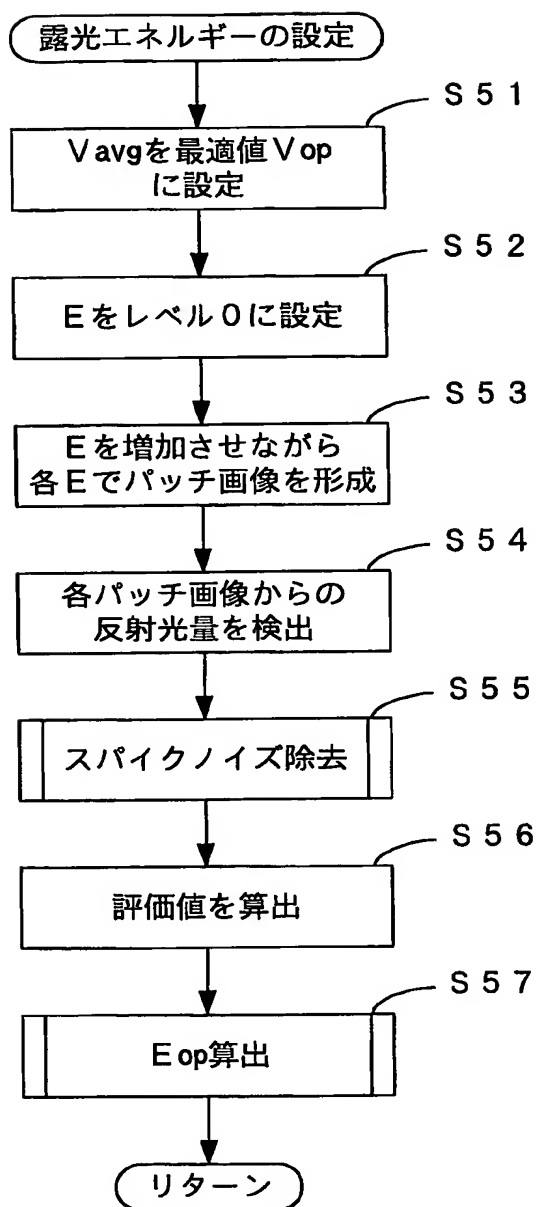 露光エネルギーの設定
S51
Vavgを最適値Vop
に設定
S52
Eをレベル0に設定
S53
Eを増加させながら
各Eでパッチ画像を形成
S54
各パッチ画像からの
反射光量を検出
S55
スパイクノイズ除去
S56
評価値を算出
S57
Eop算出
リターン